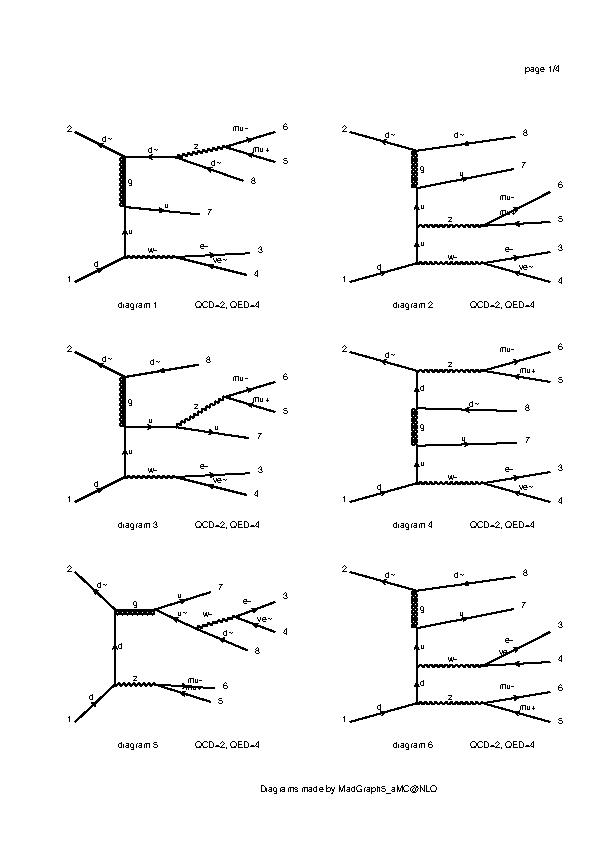 page 1/4
2 d~ d~ z mu- 6
mu+ 5
d~ 8
g
u 7
u
d w- e- 3
ve~ 4
1
diagram 1 QCD=2, QED=4
2 d~ d~ 8
g
u 7
u mu- 6
z mu+ 5
u
d w- e- 3
ve~ 4
1
diagram 2 QCD=2, QED=4
2 d~ d~ 8
g z mu- 6
mu+ 5
u u 7
u
d w- e- 3
ve~ 4
1
diagram 3 QCD=2, QED=4
2 d~ z mu- 6
mu+ 5
d
d~ 8
g
u 7
u
d w- e- 3
ve~ 4
1
diagram 4 QCD=2, QED=4
2 d~
g u 7
u~ w- e- 3
ve~ 4
d~ 8
d
d z mu- 6
mu+ 5
1
diagram 5 QCD=2, QED=4
2 d~ d~ 8
g
u 7
u e- 3
w- ve~ 4
d
d z mu- 6
mu+ 5
1
diagram 6 QCD=2, QED=4
Diagrams made by MadGraph5_aMC@NLO